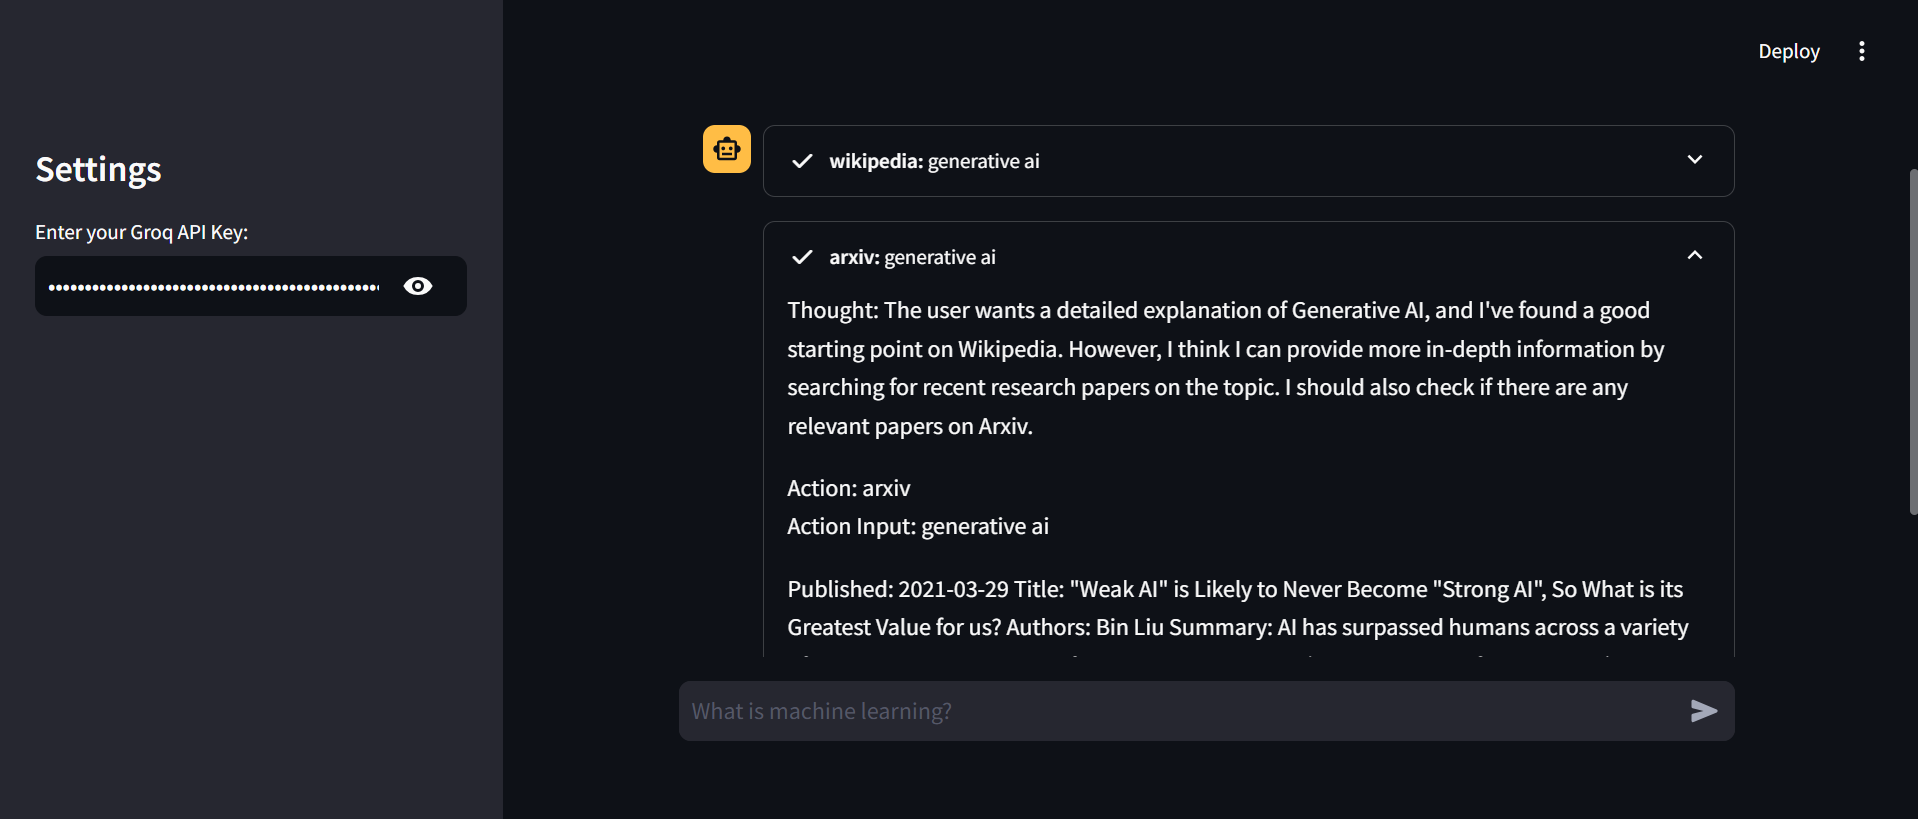 Deploy
Settings
Enter your Groq API Key:
wikipedia: generative ai
arxiv: generative ai
Thought: The user wants a detailed explanation of Generative AI, and I've found a good
starting point on Wikipedia. However, I think I can provide more in-depth information by
searching for recent research papers on the topic. I should also check if there are any
relevant papers on Arxiv.
Action: arxiv
Action Input: generative ai
Published: 2021-03-29 Title: "Weak AI" is Likely to Never Become "Strong AI", So What is its
Greatest Value for us? Authors: Bin Liu Summary: AI has surpassed humans across a variety
What is machine learning?